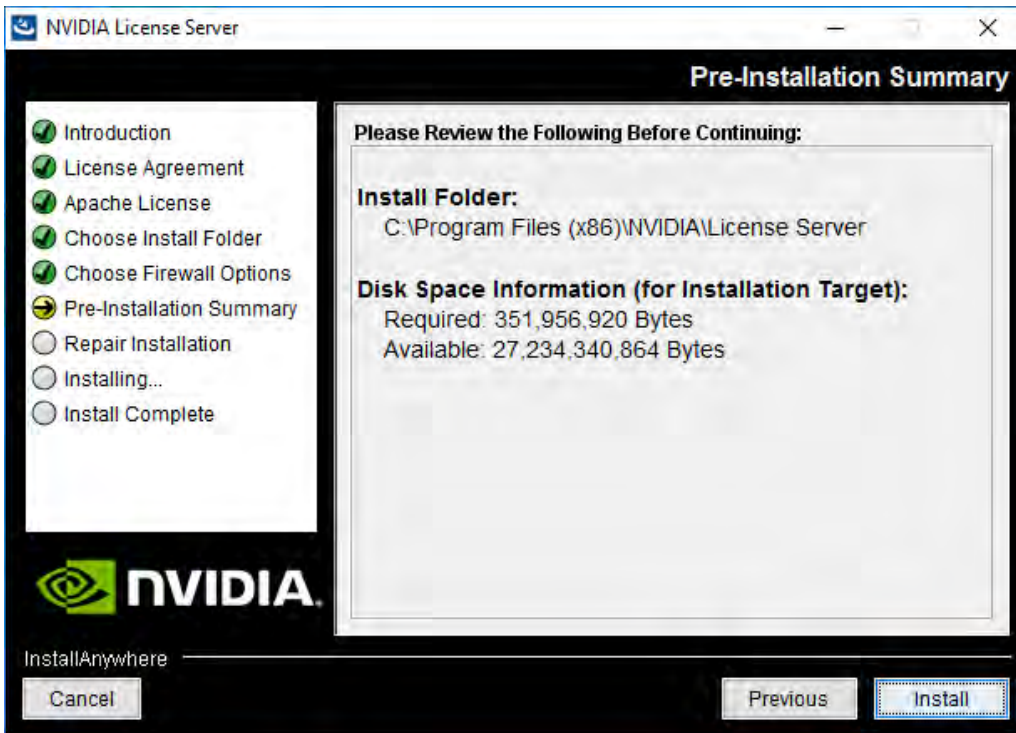 NVIDIA License Server
Pre-Installation Summary
Introduction
License Agreement
Apache License
Choose Install Folder
Choose Firewall Options
Pre-Installation Summary
Repair Installation
Installing...
Install Complete
Please Review the Following Before Continuing:
Install Folder:
C:\Program Files (x86)\NVIDIA\License Server
Disk Space Information (for Installation Target):
Required: 351,956,920 Bytes
Available: 27,234,340,864 Bytes
NVIDIA.
InstallAnywhere
Cancel
Previous
Install